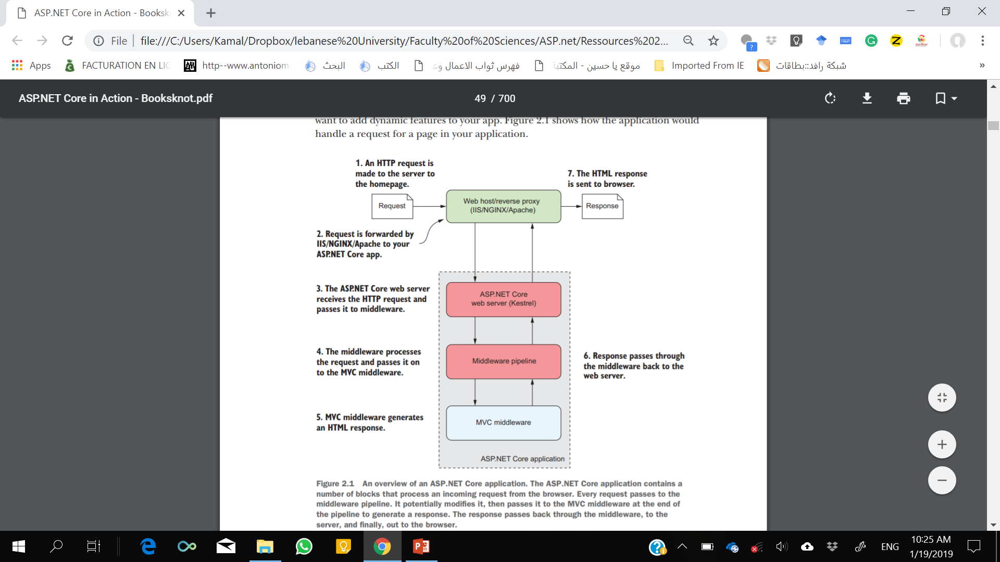 ASP.NET Core in Action - Booksk
File
file:///C:/Users/Kamal/Dropbox/lebanese%20University/Faculty%20of%20Sciences/ASP.net/Ressources%202...
?
Apps
FACTURATION EN LIG
http--www.antoniom
البحث
الكتب
فهرس ثواب الاعمال وع
موقع يا حسين - المكتبة
Imported From IE
شبكة رافد::بطاقات
»
ASP.NET Core in Action - Booksknot.pdf
49 / 700
want to add dynamic features to your app. Figure 2.1 shows how the application would
handle a request for a page in your application.
1. An HTTP request is
made to the server to
the homepage.
7. The HTML response
is sent to browser.
Request
Web host/reverse proxy
(IIS/NGINX/Apache)
Response
2. Request is forwarded by
IIS/NGINX/Apache to your
ASP.NET Core app.
3. The ASP.NET Core web server
receives the HTTP request and
passes it to middleware.
ASP.NET Core
web server (Kestrel)
4. The middleware processes
the request and passes it on
to the MVC middleware.
Middleware pipeline
6. Response passes through
the middleware back to the
web server.
5. MVC middleware generates
an HTML response.
MVC middleware
ASP.NET Core application
Figure 2.1 An overview of an ASP.NET Core application. The ASP.NET Core application contains a
number of blocks that process an incoming request from the browser. Every request passes to the
middleware pipeline. It potentially modifies it, then passes it to the MVC middleware at the end of
the pipeline to generate a response. The response passes back through the middleware, to the
server, and finally, out to the browser.
ENG
10:25 AM
1/19/2019